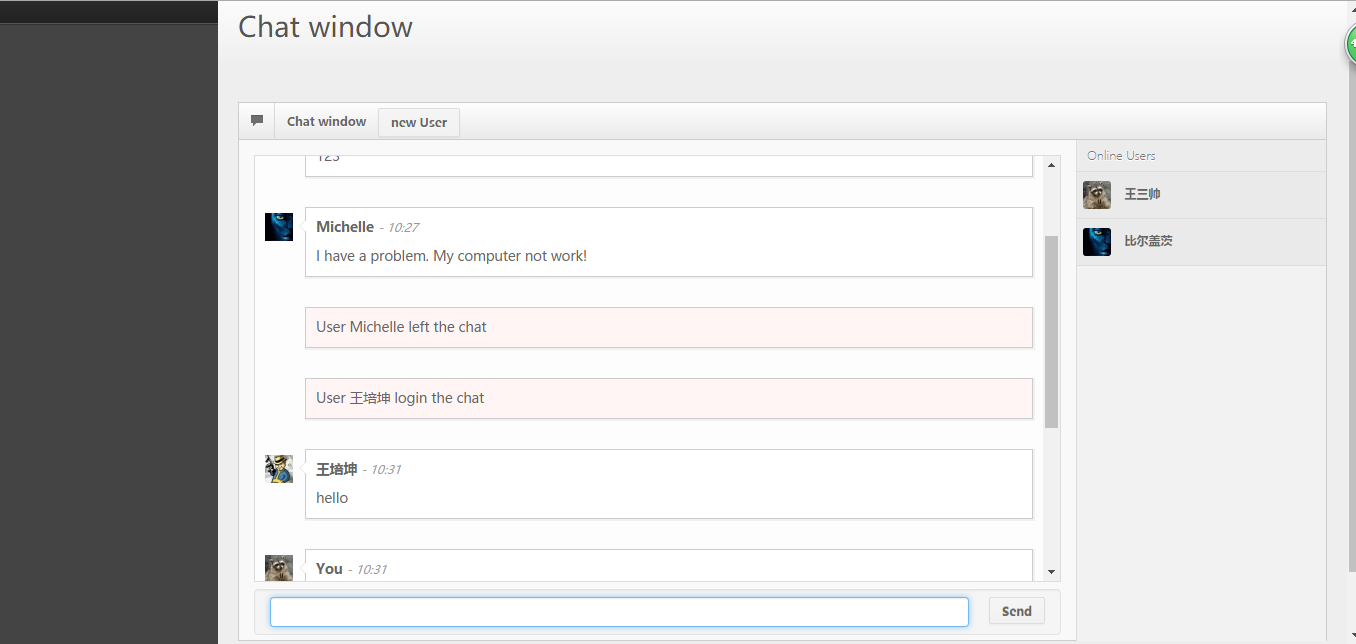 Chat window
Chat window
new User
123
Michelle - 10:27
I have a problem. My computer not work!
User Michelle left the chat
User 王培坤 login the chat
王培坤 - 10:31
hello
You - 10:31
Send
Online Users
王三帅
比尔盖茨